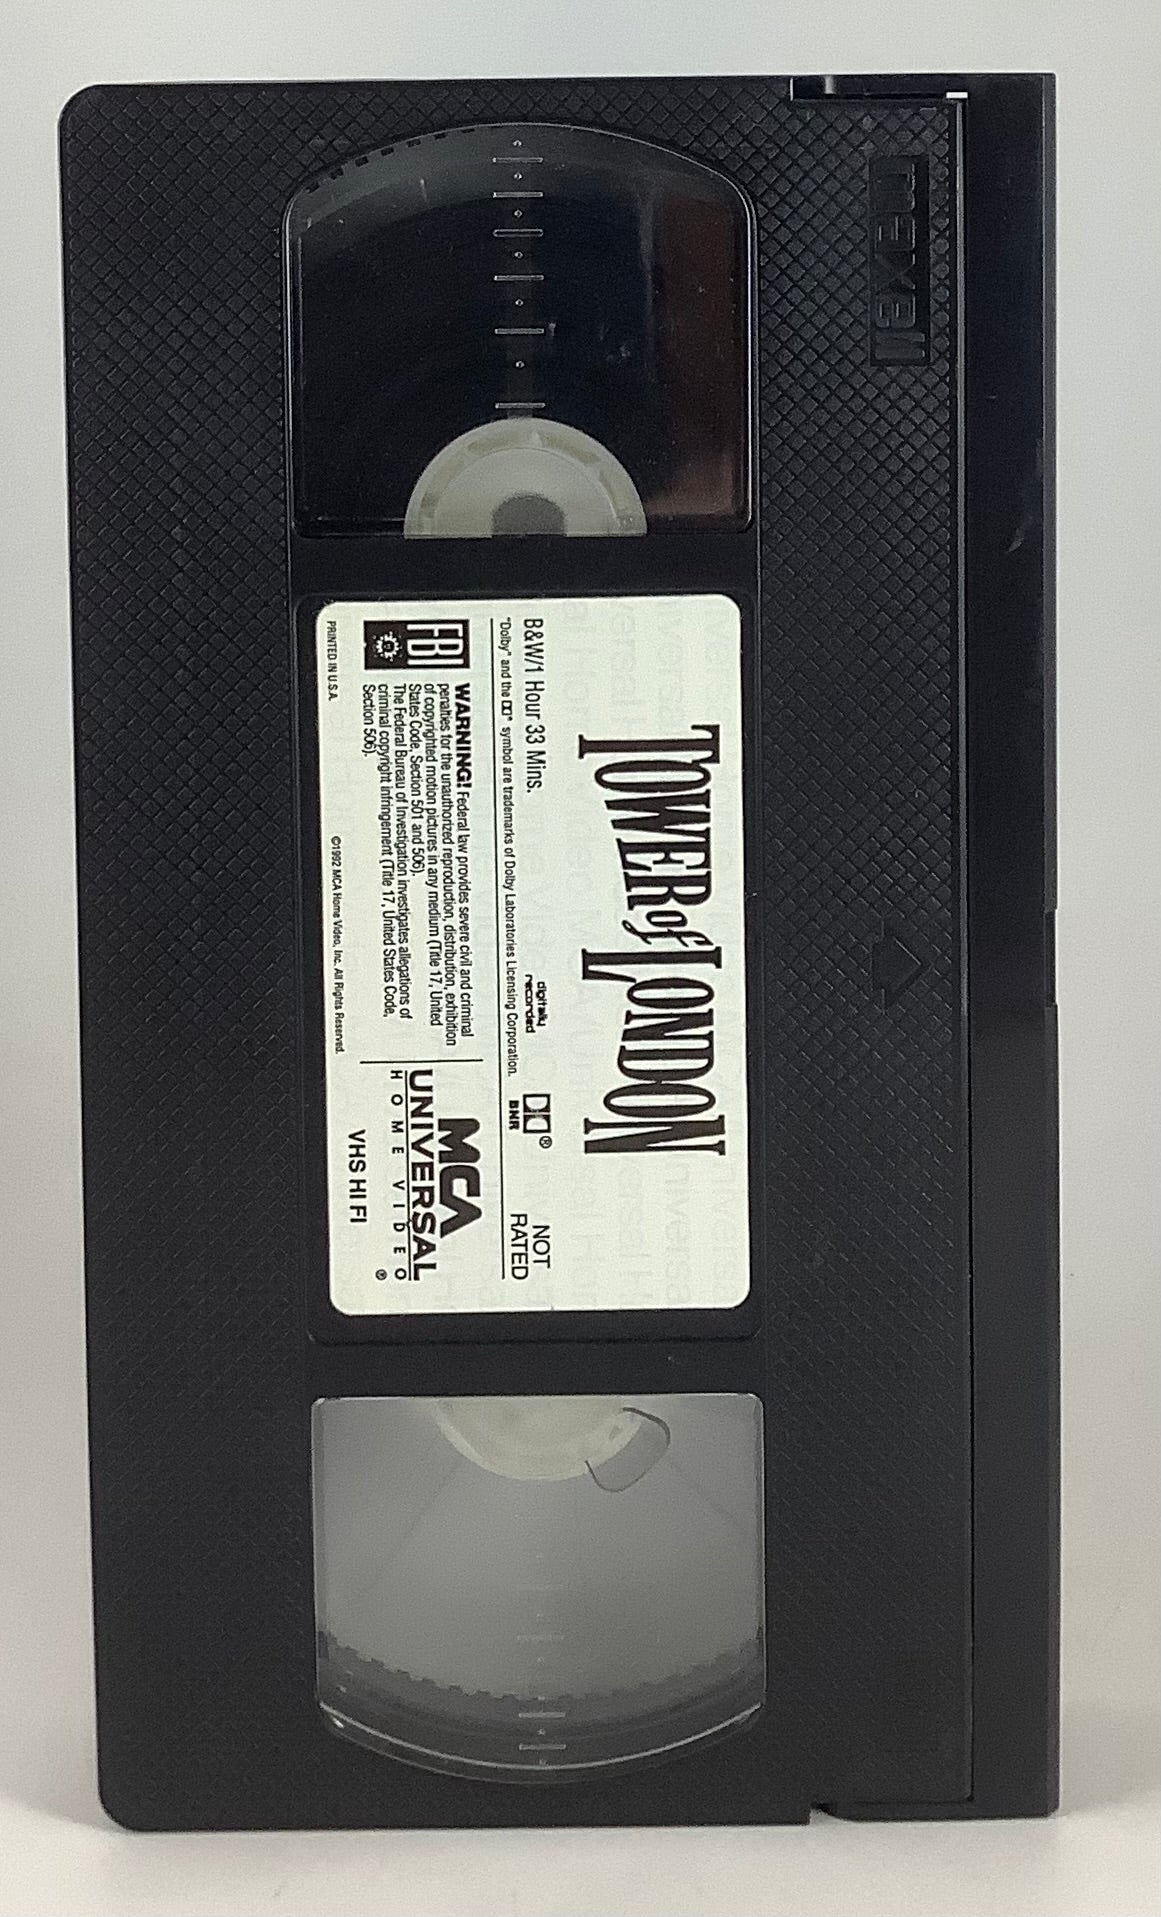 maxell
TOWER of LONDON
B&W/1 Hour 33 Mins.
digitally
recorded
BNR
®
NOT
RATED
"Dolby" and the "symbol are trademarks of Dolby Laboratories Licensing Corporation.
FBI
WARNING! Federal law provides severe civil and criminal
penalties for the unauthorized reproduction, distribution, exhibition
of copyrighted motion pictures in any medium (Title 17, United
States Code, Section 501 and 506).
The Federal Bureau of Investigation investigates allegations of
criminal copyright infringement (Title 17, United States Code,
Section 506).
MCA
UNIVERSAL
HOME VIDEO®
VHS HI FI
PRINTED IN U.S.A.
©1992 MCA Home Video, Inc. All Rights Reserved.